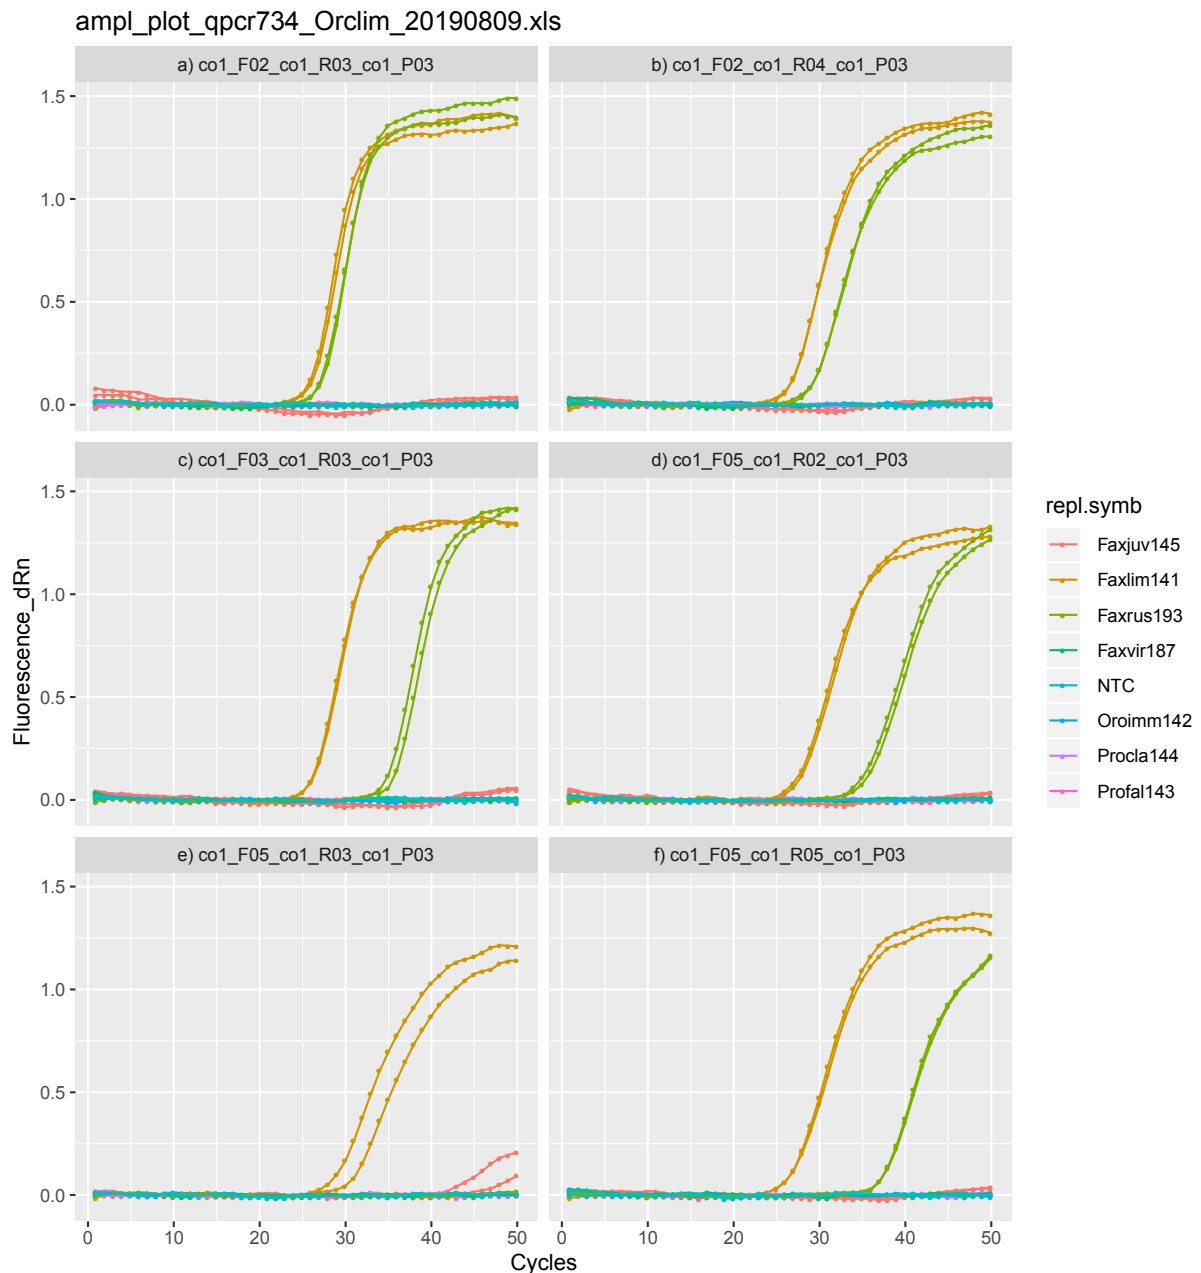 ampl_plot_qpcr734_Orclim_20190809.xls
a) co1_F02_co1_R03_co1_P03
b) co1_F02_co1_R04_co1_P03
1.5
1.0
0.5
0.0
c) co1_F03_co1_R03_co1_P03
d) co1_F05_co1_R02_co1_P03
1.5
1.0
0.5
0.0
e) co1_F05_co1_R03_co1_P03
f) co1_F05_co1_R05_co1_P03
1.5
1.0
0.5
0.0
0 10 20 30 40 50
0 10 20 30 40 50
Cycles
Fluorescence_dRn
repl.symb
Faxjuv145
Faxlim141
Faxrus193
Faxvir187
NTC
Oroimm142
Procla144
Profal143